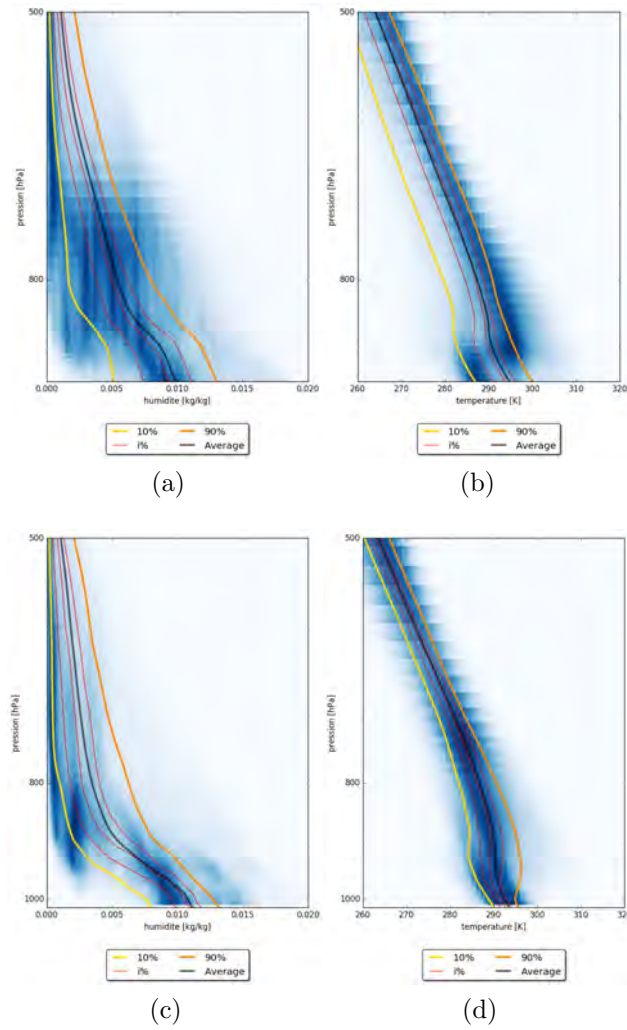 500
800
pression [hPa]
0.000 0.005 0.010 0.015 0.020
humidite [kg/kg]
10% 90%
i% Average
(a)
500
800
pression [hPa]
260 270 280 290 300 310 320
temperature [K]
10% 90%
i% Average
(b)
500
800
1000
pression [hPa]
0.000 0.005 0.010 0.015 0.020
humidite [kg/kg]
10% 90%
i% Average
(c)
500
800
1000
pression [hPa]
260 270 280 290 300 310 320
temperature [K]
10% 90%
i% Average
(d)